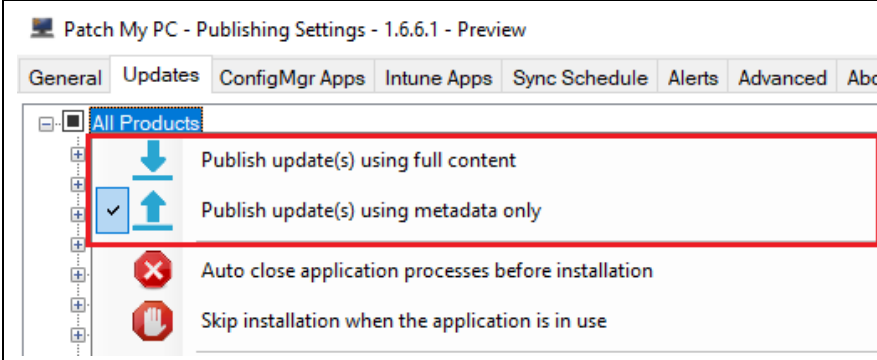 Patch My PC - Publishing Settings - 1.6.6.1 - Preview
General Updates ConfigMgr Apps Intune Apps Sync Schedule Alerts Advanced
All Products
Publish update(s) using full content
Publish update(s) using metadata only
Auto close application processes before installation
Skip installation when the application is in use